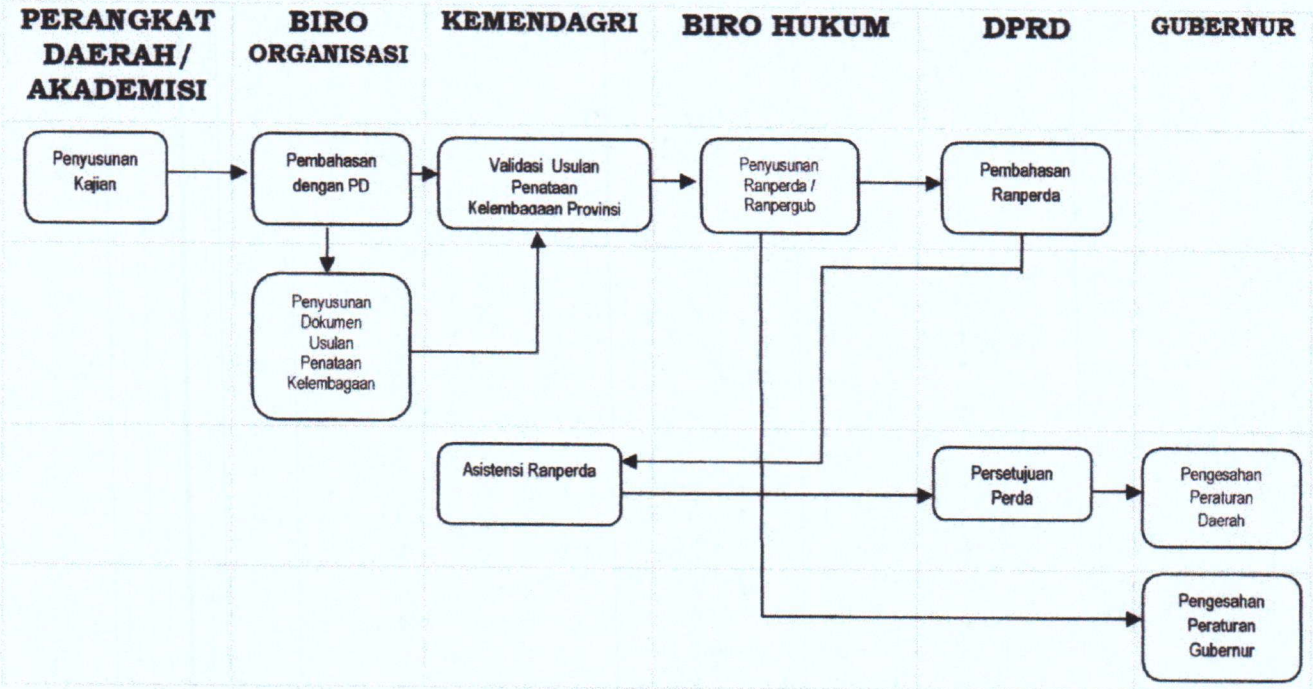 PERANGKAT
DAERAH/
AKADEMISI
BIRO
ORGANISASI
KEMENDAGRI
BIRO HUKUM
DPRD
GUBERNUR
Penyusunan
Kajian
Pembahasan
dengan PD
Validasi Usulan
Penataan
Kelembagaan Provinsi
Penyusunan
Ranperda /
Ranpergub
Pembahasan
Ranperda
Penyusunan
Dokumen
Usulan
Penataan
Kelembagaan
Asistensi Ranperda
Persetujuan
Perda
Pengesahan
Peraturan
Daerah
Pengesahan
Peraturan
Gubernur